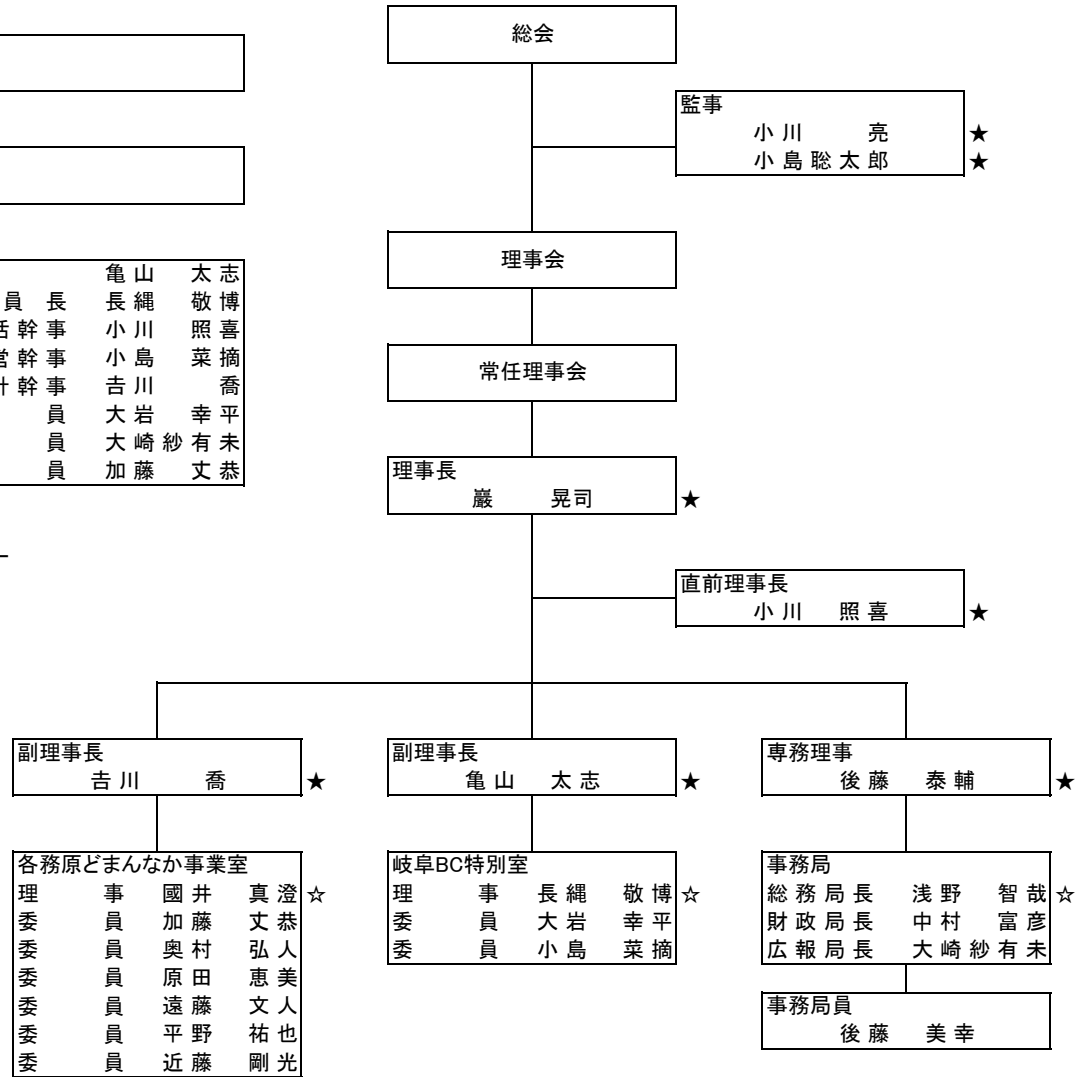 総会
監事
小川 亮 ★
小島聡太郎 ★
理事会
亀山 太志
員長 長縄 敬博
括幹事 小川 照喜
営幹事 小島 菜摘
計幹事 吉川 喬
員 大岩 幸平
員 大崎紗有未
員 加藤 丈恭
常任理事会
理事長
巌 晃司 ★
直前理事長
小川 照喜 ★
副理事長
吉川 喬 ★
副理事長
亀山 太志 ★
専務理事
後藤 泰輔 ★
各務原どまんなか事業室
理事 國井 真澄 ☆
委員 加藤 丈恭
委員 奥村 弘人
委員 原田 恵美
委員 遠藤 文人
委員 平野 祐也
委員 近藤 剛光
岐阜BC特別室
理事 長縄 敬博 ☆
委員 大岩 幸平
委員 小島 菜摘
事務局
総務局長 浅野 智哉 ☆
財政局長 中村 富彦
広報局長 大崎紗有未
事務局員
後藤 美幸